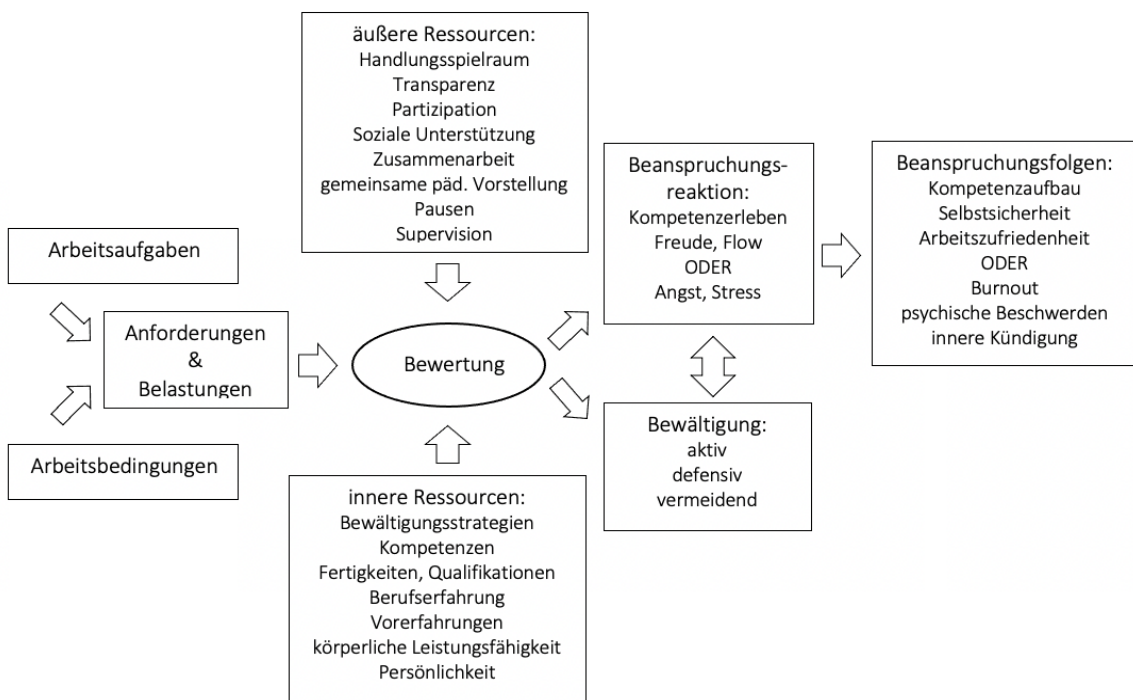 äußere Ressourcen:
Handlungsspielraum
Transparenz
Partizipation
Soziale Unterstützung
Zusammenarbeit
gemeinsame päd. Vorstellung
Pausen
Supervision
Arbeitsaufgaben
Anforderungen
&
Belastungen
Arbeitsbedingungen
Bewertung
innere Ressourcen:
Bewältigungsstrategien
Kompetenzen
Fertigkeiten, Qualifikationen
Berufserfahrung
Vorerfahrungen
körperliche Leistungsfähigkeit
Persönlichkeit
Beanspruchungs-
reaktion:
Kompetenzerleben
Freude, Flow
ODER
Angst, Stress
Bewältigung:
aktiv
defensiv
vermeidend
Beanspruchungsfolgen:
Kompetenzaufbau
Selbstsicherheit
Arbeitszufriedenheit
ODER
Burnout
psychische Beschwerden
innere Kündigung